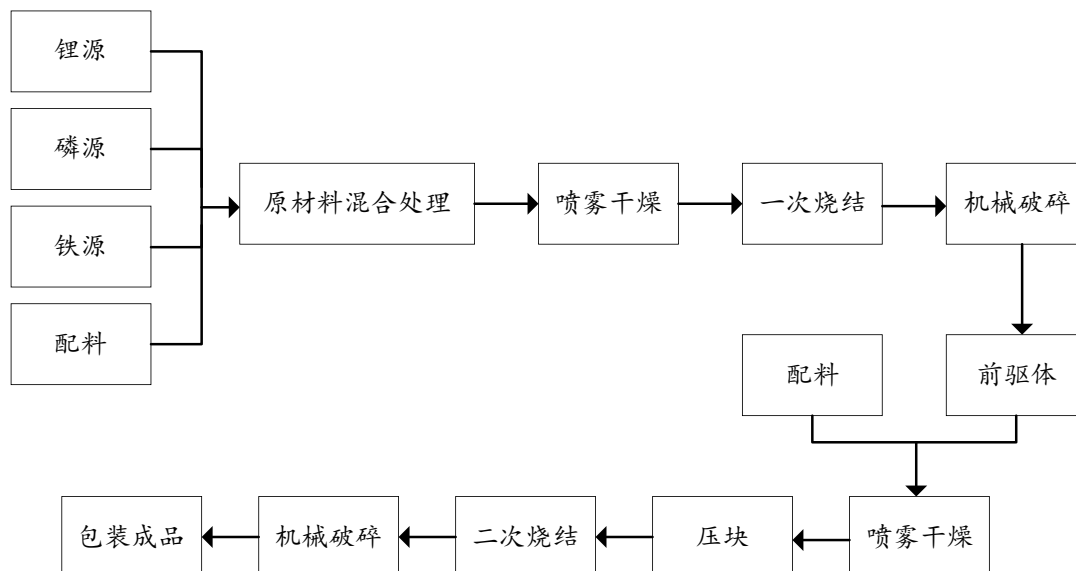 锂源
磷源
铁源
配料
原材料混合处理
喷雾干燥
一次烧结
机械破碎
配料
前驱体
包装成品
机械破碎
二次烧结
压块
喷雾干燥